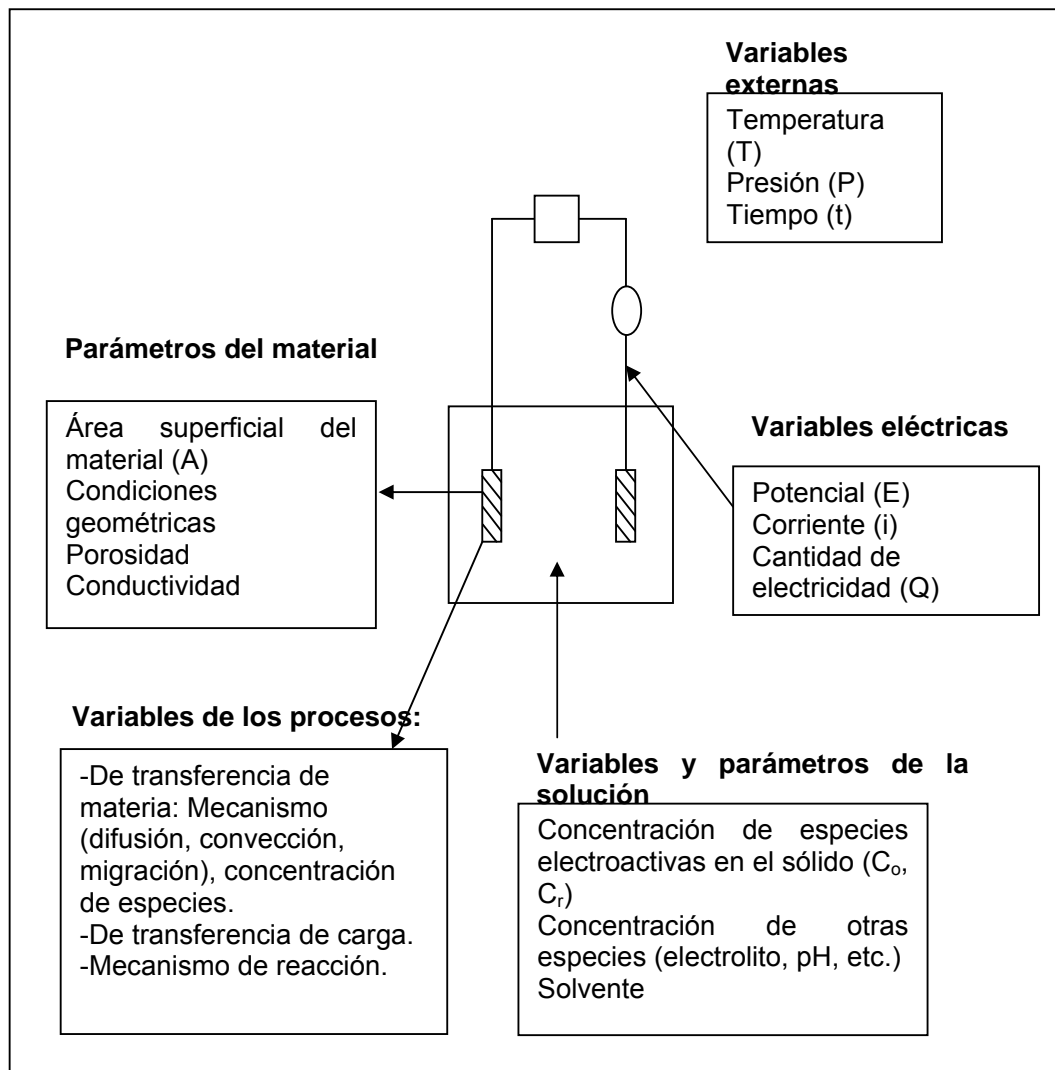 Variables
externas
Temperatura
(T)
Presión (P)
Tiempo (t)
Parámetros del material
Área superficial del
material (A)
Condiciones
geométricas
Porosidad
Conductividad
Variables eléctricas
Potencial (E)
Corriente (i)
Cantidad de
electricidad (Q)
Variables de los procesos:
-De transferencia de
materia: Mecanismo
(difusión, convección,
migración), concentración
de especies.
-De transferencia de carga.
-Mecanismo de reacción.
Variables y parámetros de la
solución
Concentración de especies
electroactivas en el sólido (Co,
Cr)
Concentración de otras
especies (electrolito, pH, etc.)
Solvente